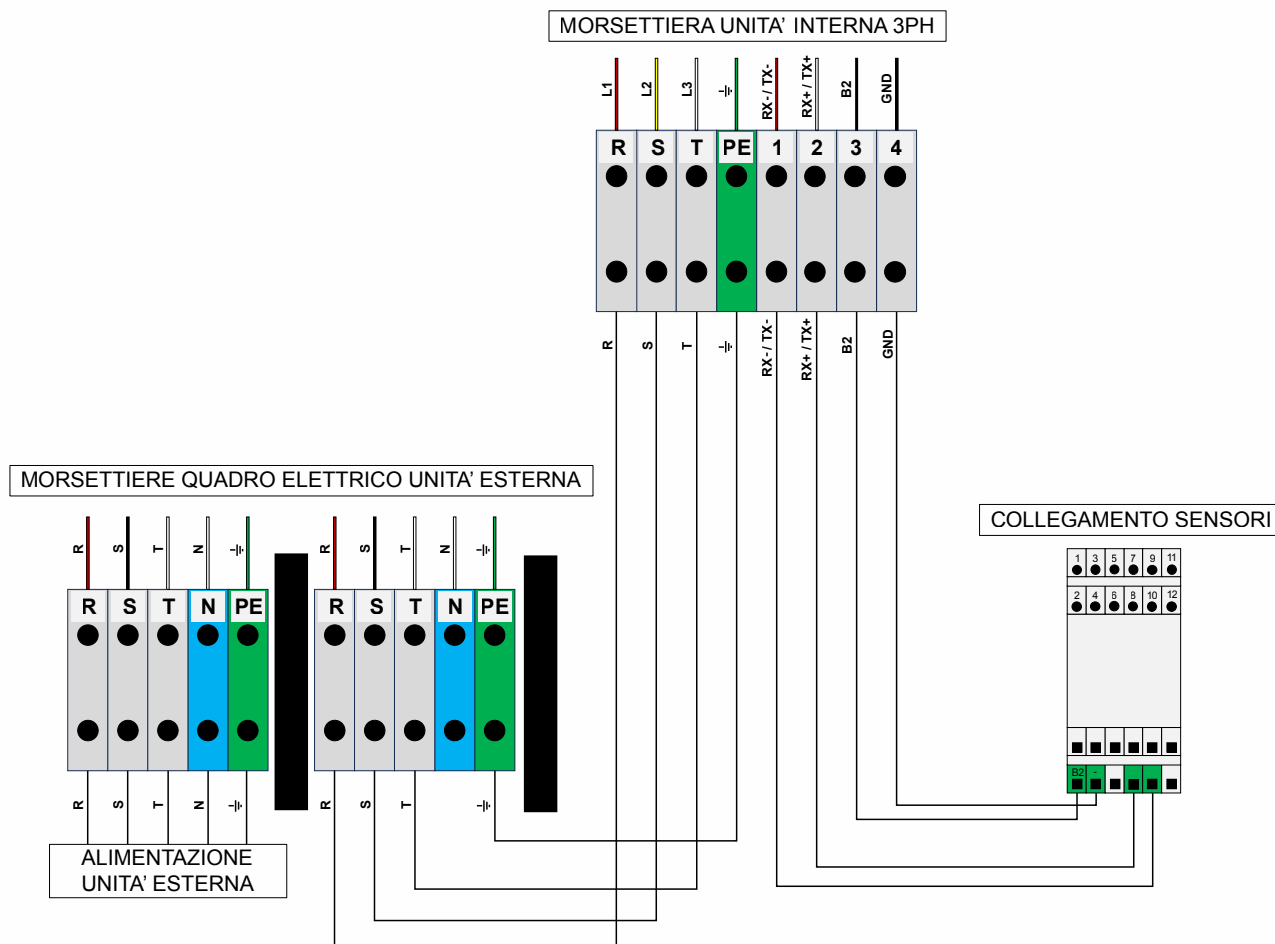 MORSETTIERA UNITA' INTERNA 3PH
L1 L2 L3 RX- / TX- RX+ / TX+ B2 GND
R S T PE 1 2 3 4
R S T RX- / TX- RX+ / TX+ B2 GND
MORSETTIERE QUADRO ELETTRICO UNITA' ESTERNA
R S T N R S T N
R S T N PE R S T N PE
R S T N R S T
ALIMENTAZIONE
UNITA' ESTERNA
COLLEGAMENTO SENSORI
1 3 5 7 9 11
2 4 6 8 10 12
B2 -